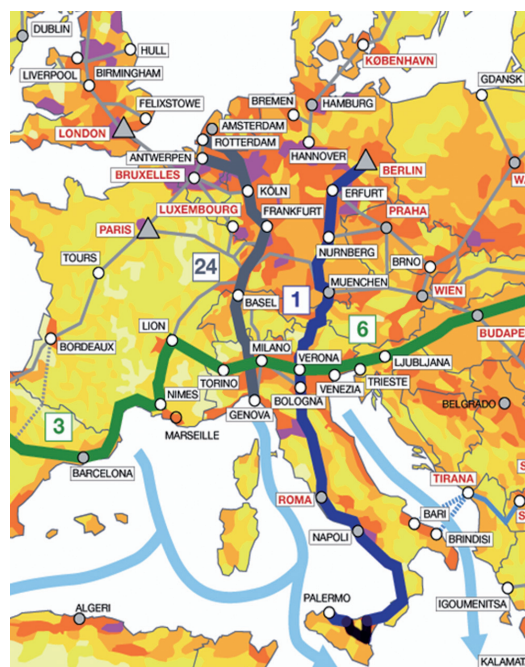 DUBLIN
KØBENHAVN
HULL
LIVERPOOL
BIRMINGHAM
GDANSK
FELIXSTOWE
BREMEN
HAMBURG
LONDON
AMSTERDAM
ROTTERDAM
HANNOVER
ANTWERPEN
BERLIN
BRUXELLES
KÖLN
ERFURT
LUXEMBOURG
FRANKFURT
PRAHA
PARIS
NURNBERG
TOURS
24
BRNO
BASEL
1
MUENCHEN
WIEN
LION
6
BUDAPE
BORDEAUX
MILANO
VERONA
LJUBLJANA
TORINO
VENEZIA
TRIESTE
NIMES
GENOVA
BOLOGNA
BELGRADO
3
MARSEILLE
BARCELONA
TIRANA
ROMA
BARI
NAPOLI
BRINDISI
PALERMO
IGOUMENITSA
ALGERI
KALAMAT